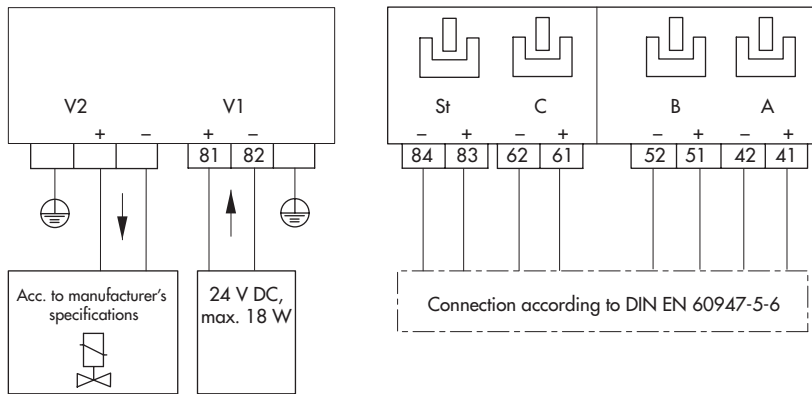 V2 V1
+ – + –
81 82
Acc. to manufacturer's
specifications
24 V DC,
max. 18 W
St C B A
– + – + – + – +
84 83 62 61 52 51 42 41
Connection according to DIN EN 60947-5-6